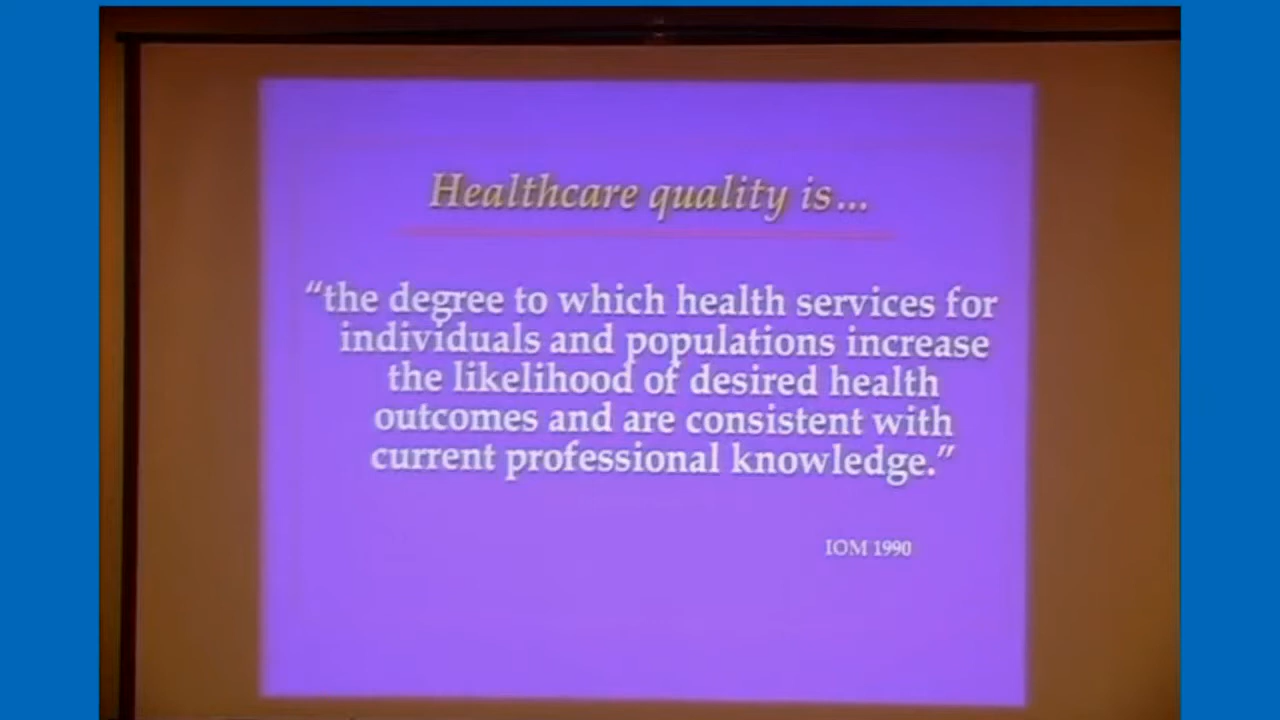 Healthcare quality is...
“the degree to which health services for
individuals and populations increase
the likelihood of desired health
outcomes and are consistent with
current professional knowledge.”
IOM 1990